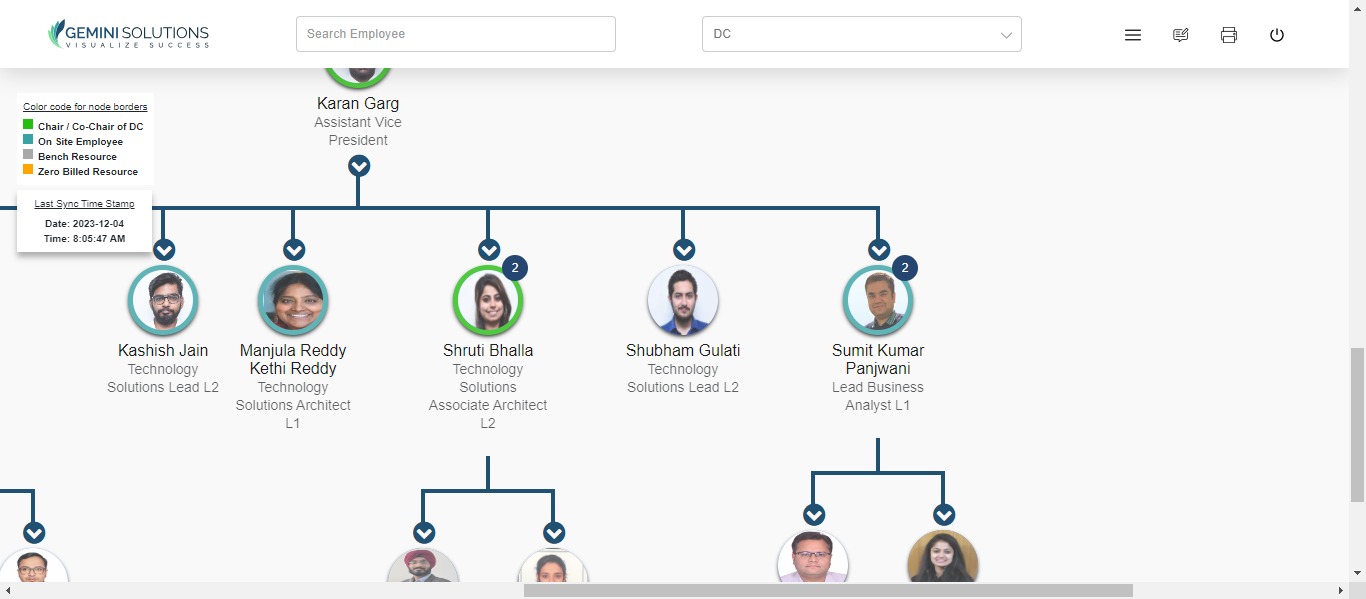 GEMINI SOLUTIONS
VISUALIZE SUCCESS
Search Employee
DC
Karan Garg
Assistant Vice
President
Color code for node borders
Chair / Co-Chair of DC
On Site Employee
Bench Resource
Zero Billed Resource
Last Sync Time Stamp
Date: 2023-12-04
Time: 8:05:47 AM
Kashish Jain
Technology
Solutions Lead L2
Manjula Reddy
Kethi Reddy
Technology
Solutions Architect
L1
2
Shruti Bhalla
Technology
Solutions
Associate Architect
L2
Shubham Gulati
Technology
Solutions Lead L2
2
Sumit Kumar
Panjwani
Lead Business
Analyst L1